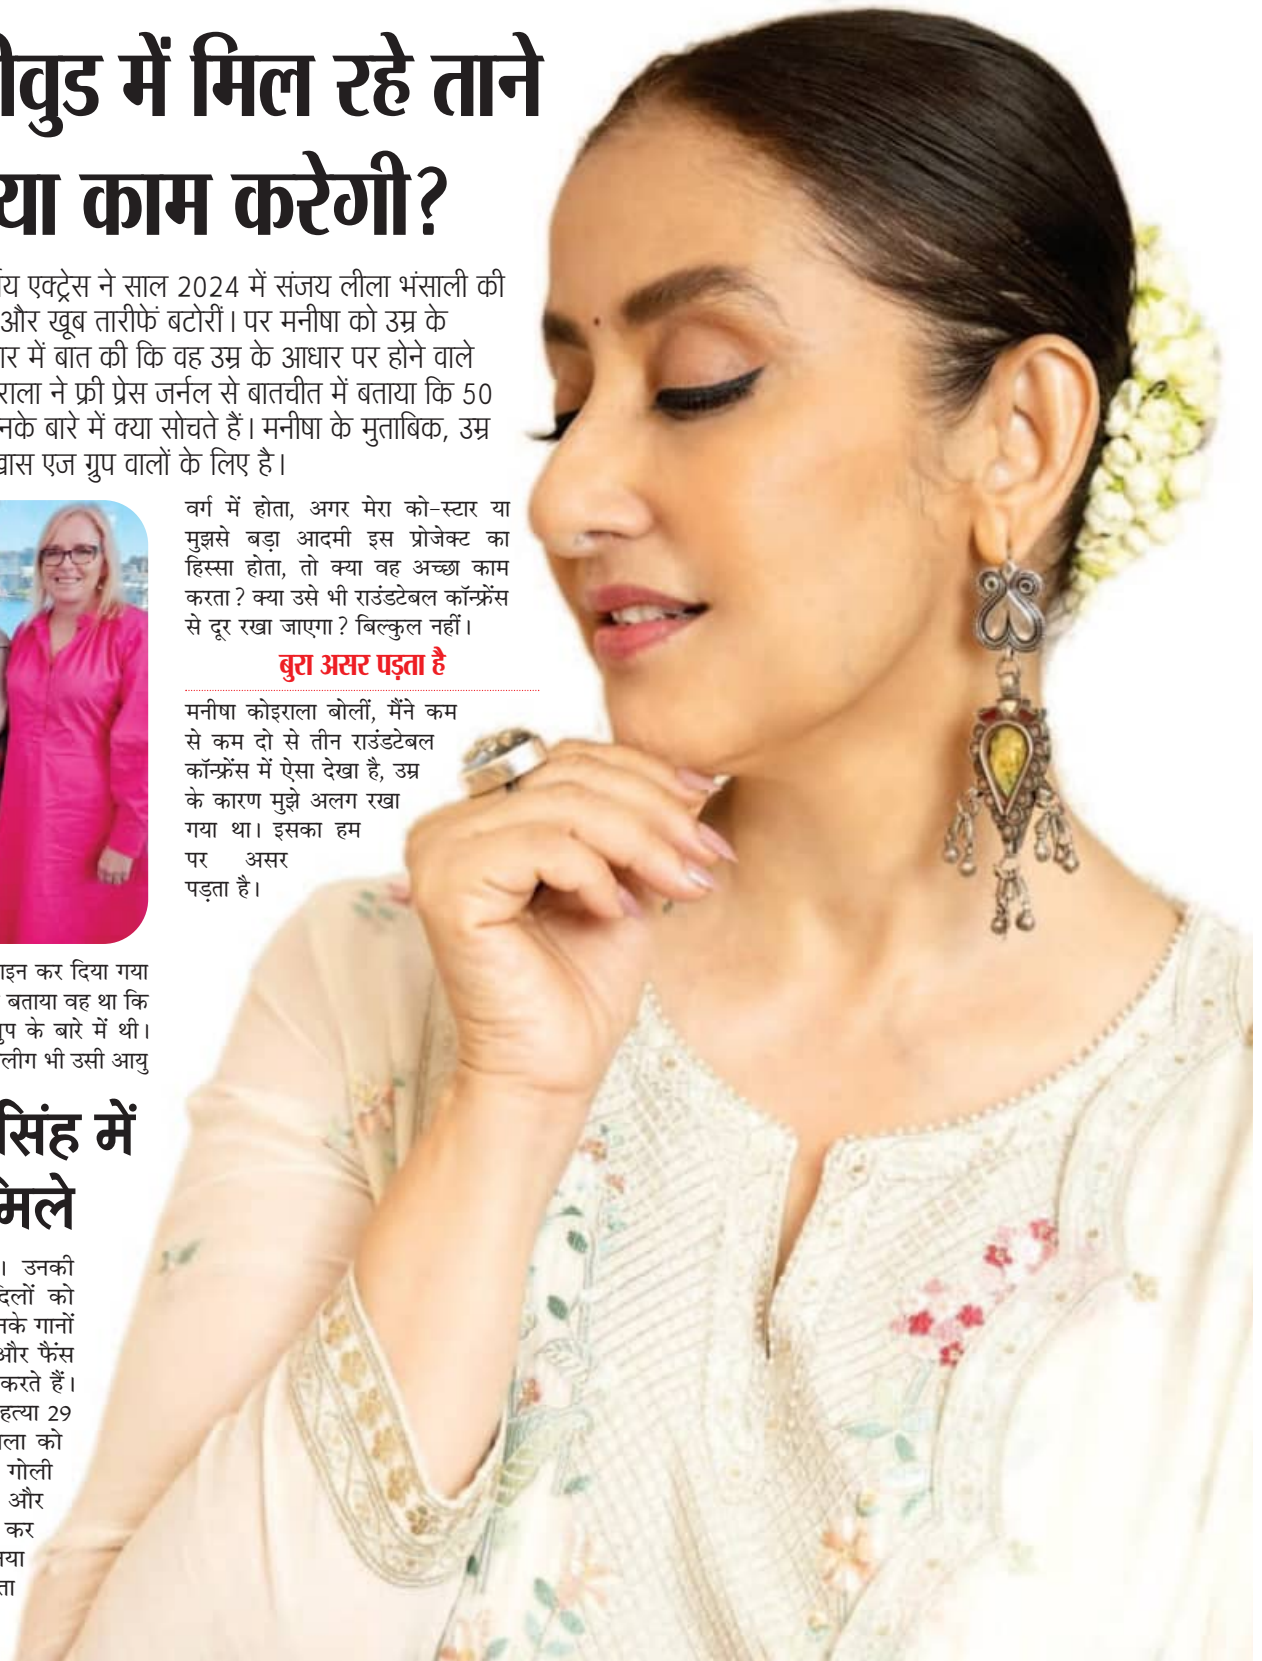 में मिल रहे ताने
काम करेगी?
एक्ट्रेस ने साल 2024 में संजय लीला भंसाली की
और खूब तारीफें बटोरीं। पर मनीषा को उम्र के
में बात की कि वह उम्र के आधार पर होने वाले
ने फ्री प्रेस जर्नल से बातचीत में बताया कि 50
के बारे में क्या सोचते हैं। मनीषा के मुताबिक, उम्र
एज ग्रुप वालों के लिए है।
वर्ग में होता, अगर मेरा को-स्टार या
मुझसे बड़ा आदमी इस प्रोजेक्ट का
हिस्सा होता, तो क्या वह अच्छा काम
करता? क्या उसे भी राउंडटेबल कॉन्फ्रेंस
से दूर रखा जाएगा? बिल्कुल नहीं।
बुरा असर पड़ता है
मनीषा कोइराला बोलीं, मैंने कम
से कम दो से तीन राउंडटेबल
कॉन्फ्रेंस में ऐसा देखा है, उम्र
के कारण मुझे अलग रखा
गया था। इसका हम
पर असर
पड़ता है।
कर दिया गया
बताया वह था कि
के बारे में थी।
भी उसी आयु
सिंह में
मिले
। उनकी
दिलों को
के गानों
और फैंस
करते हैं।
हत्या 29
को
गोली
और
कर